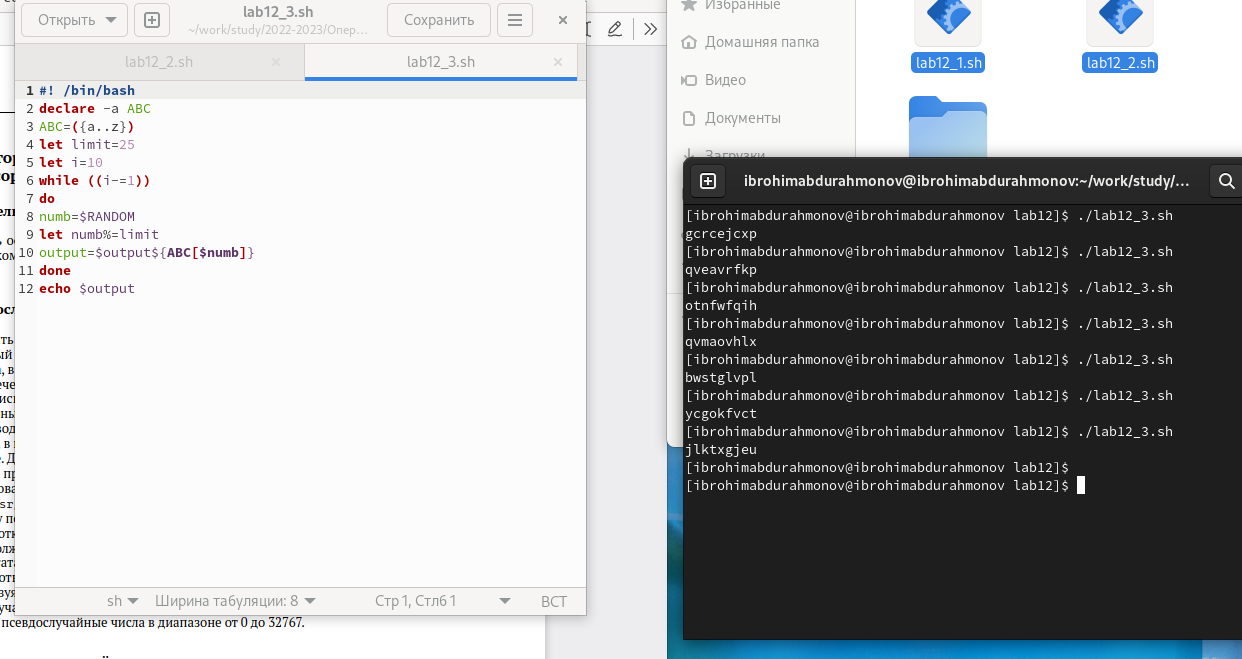 Открыть
lab12_3.sh
~/work/study/2022-2023/Опер...
Сохранить
lab12_2.sh
lab12_3.sh
1 #! /bin/bash
2 declare -a ABC
3 ABC=({a..z})
4 let limit=25
5 let i=10
6 while ((i-=1))
7 do
8 numb=$RANDOM
9 let numb%=limit
10 output=$output${ABC[$numb]}
11 done
12 echo $output
sh Ширина табуляции: 8 Стр 1, Стлб 1 ВСТ
псевдослучайные числа в диапазоне от 0 до 32767.
Избранные
Домашняя папка
Видео
Документы
Загрузки
lab12_1.sh
lab12_2.sh
ibrohimabdurahmonov@ibrohimabdurahmonov:~/work/study/...
[ibrohimabdurahmonov@ibrohimabdurahmonov lab12]$ ./lab12_3.sh
gcrcejcxp
[ibrohimabdurahmonov@ibrohimabdurahmonov lab12]$ ./lab12_3.sh
qveavrfkp
[ibrohimabdurahmonov@ibrohimabdurahmonov lab12]$ ./lab12_3.sh
otnfwfqih
[ibrohimabdurahmonov@ibrohimabdurahmonov lab12]$ ./lab12_3.sh
qvmaovhlx
[ibrohimabdurahmonov@ibrohimabdurahmonov lab12]$ ./lab12_3.sh
bwstglvpl
[ibrohimabdurahmonov@ibrohimabdurahmonov lab12]$ ./lab12_3.sh
ycgokfvct
[ibrohimabdurahmonov@ibrohimabdurahmonov lab12]$ ./lab12_3.sh
jlktxgjeu
[ibrohimabdurahmonov@ibrohimabdurahmonov lab12]$
[ibrohimabdurahmonov@ibrohimabdurahmonov lab12]$